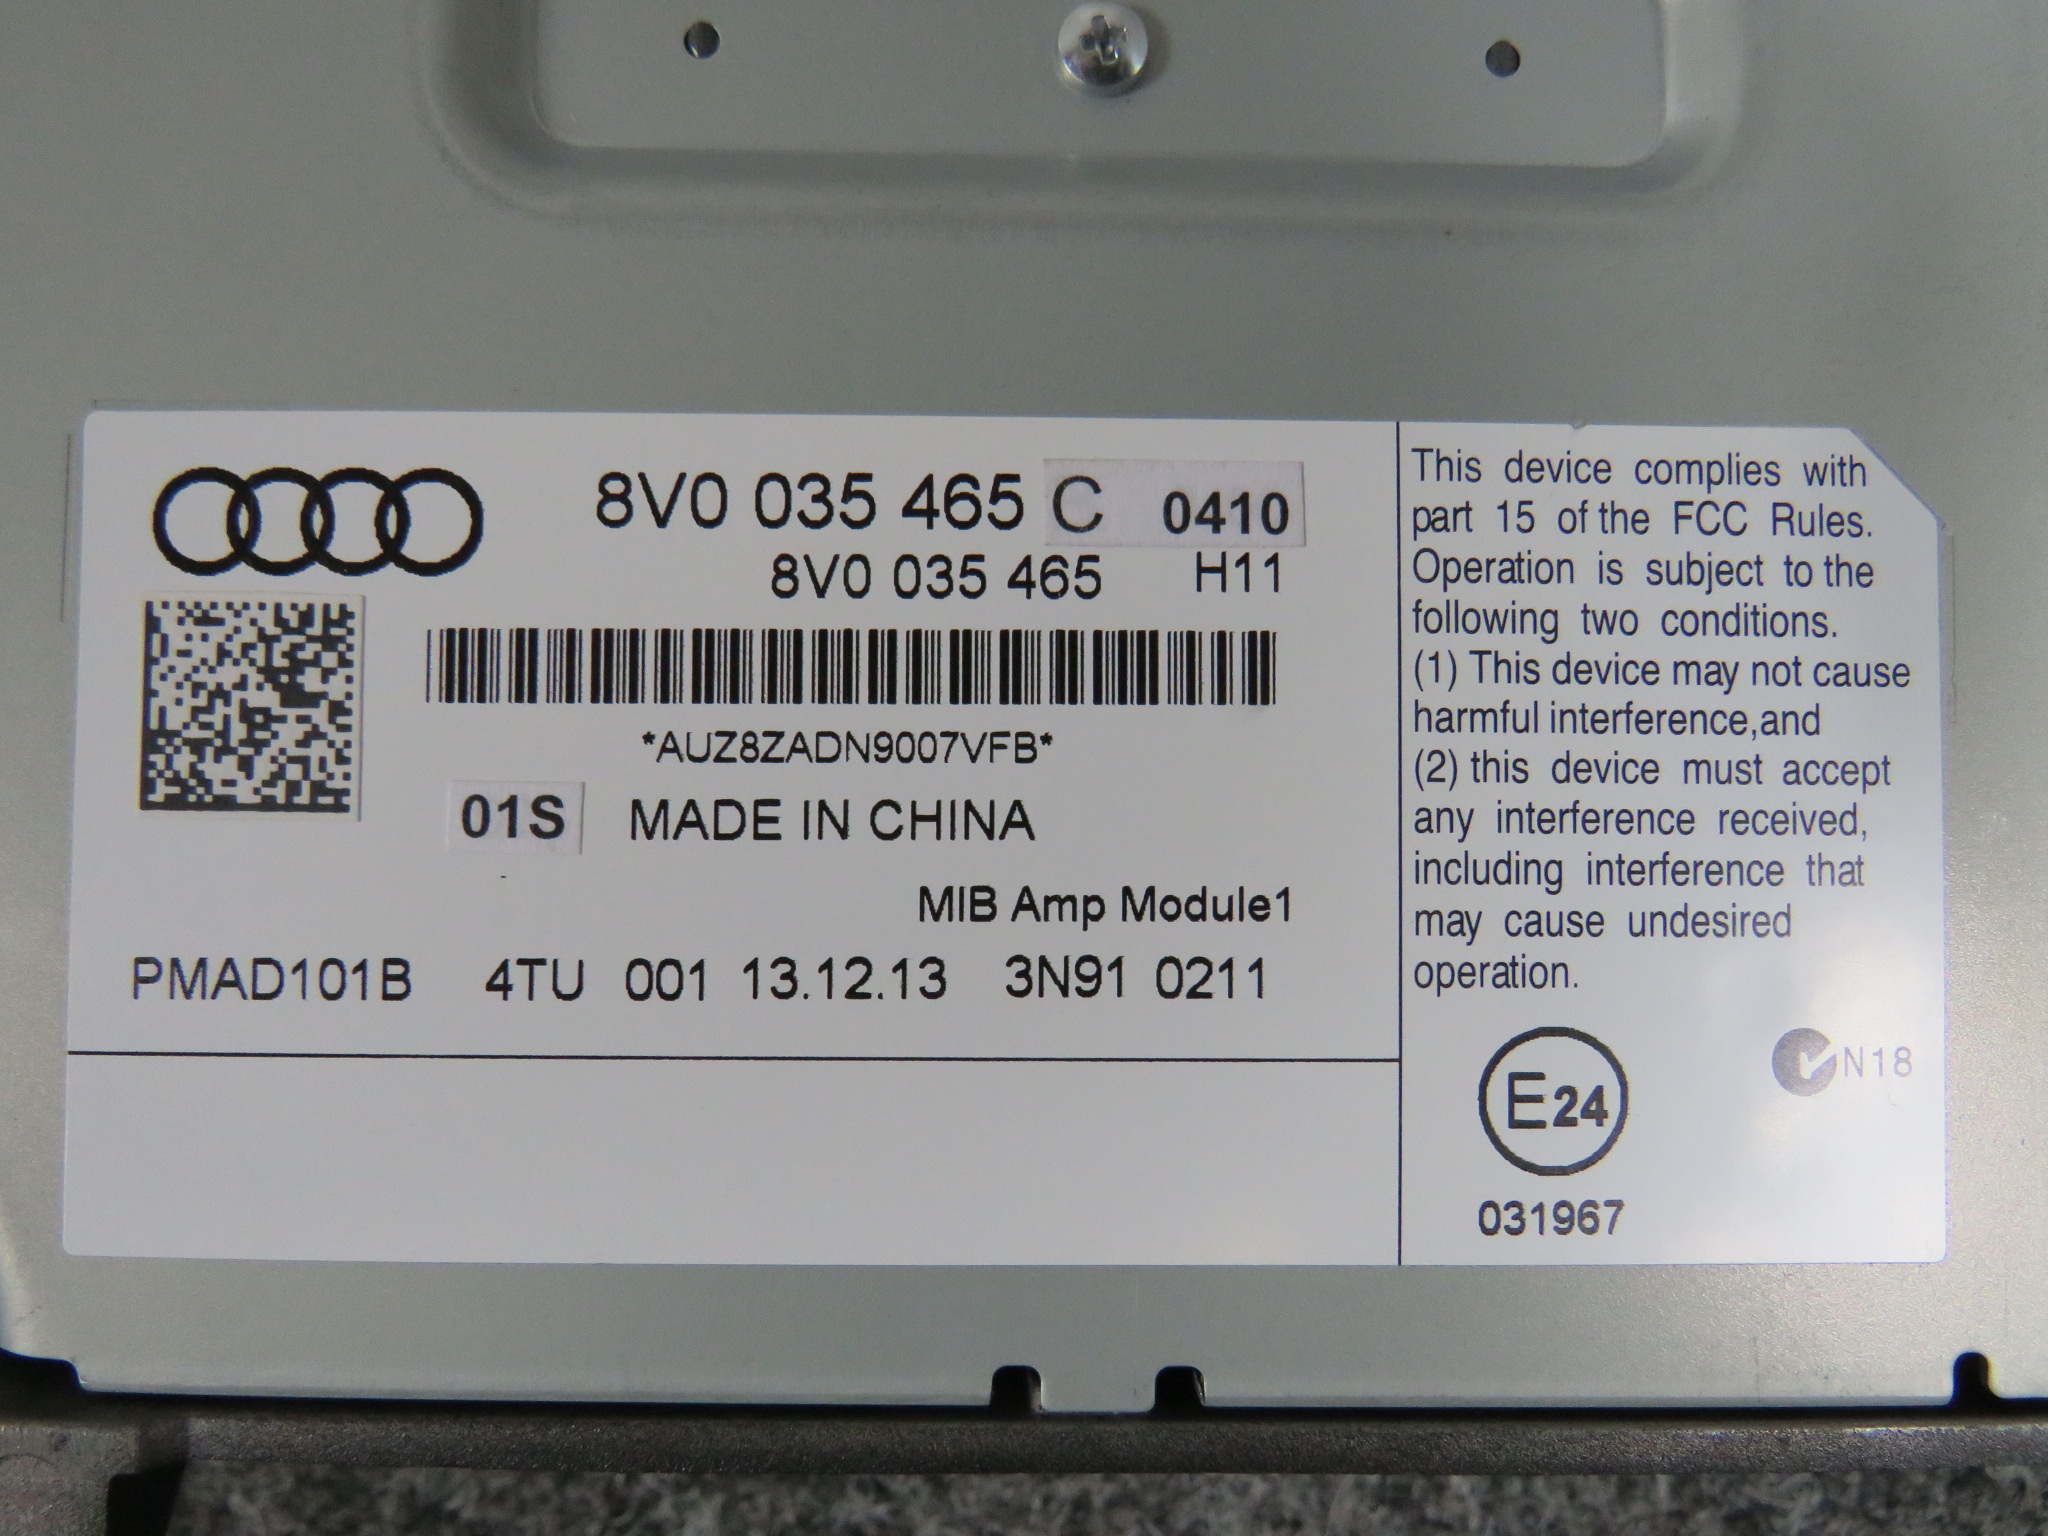 8V0 035 465 C 0410
8V0 035 465 H11
*AUZ8ZADN9007VFB*
01S MADE IN CHINA
MIB Amp Module1
PMAD101B 4TU 001 13.12.13 3N91 0211
This device complies with
part 15 of the FCC Rules.
Operation is subject to the
following two conditions.
(1) This device may not cause
harmful interference,and
(2) this device must accept
any interference received,
including interference that
may cause undesired
operation.
E24
N18
031967